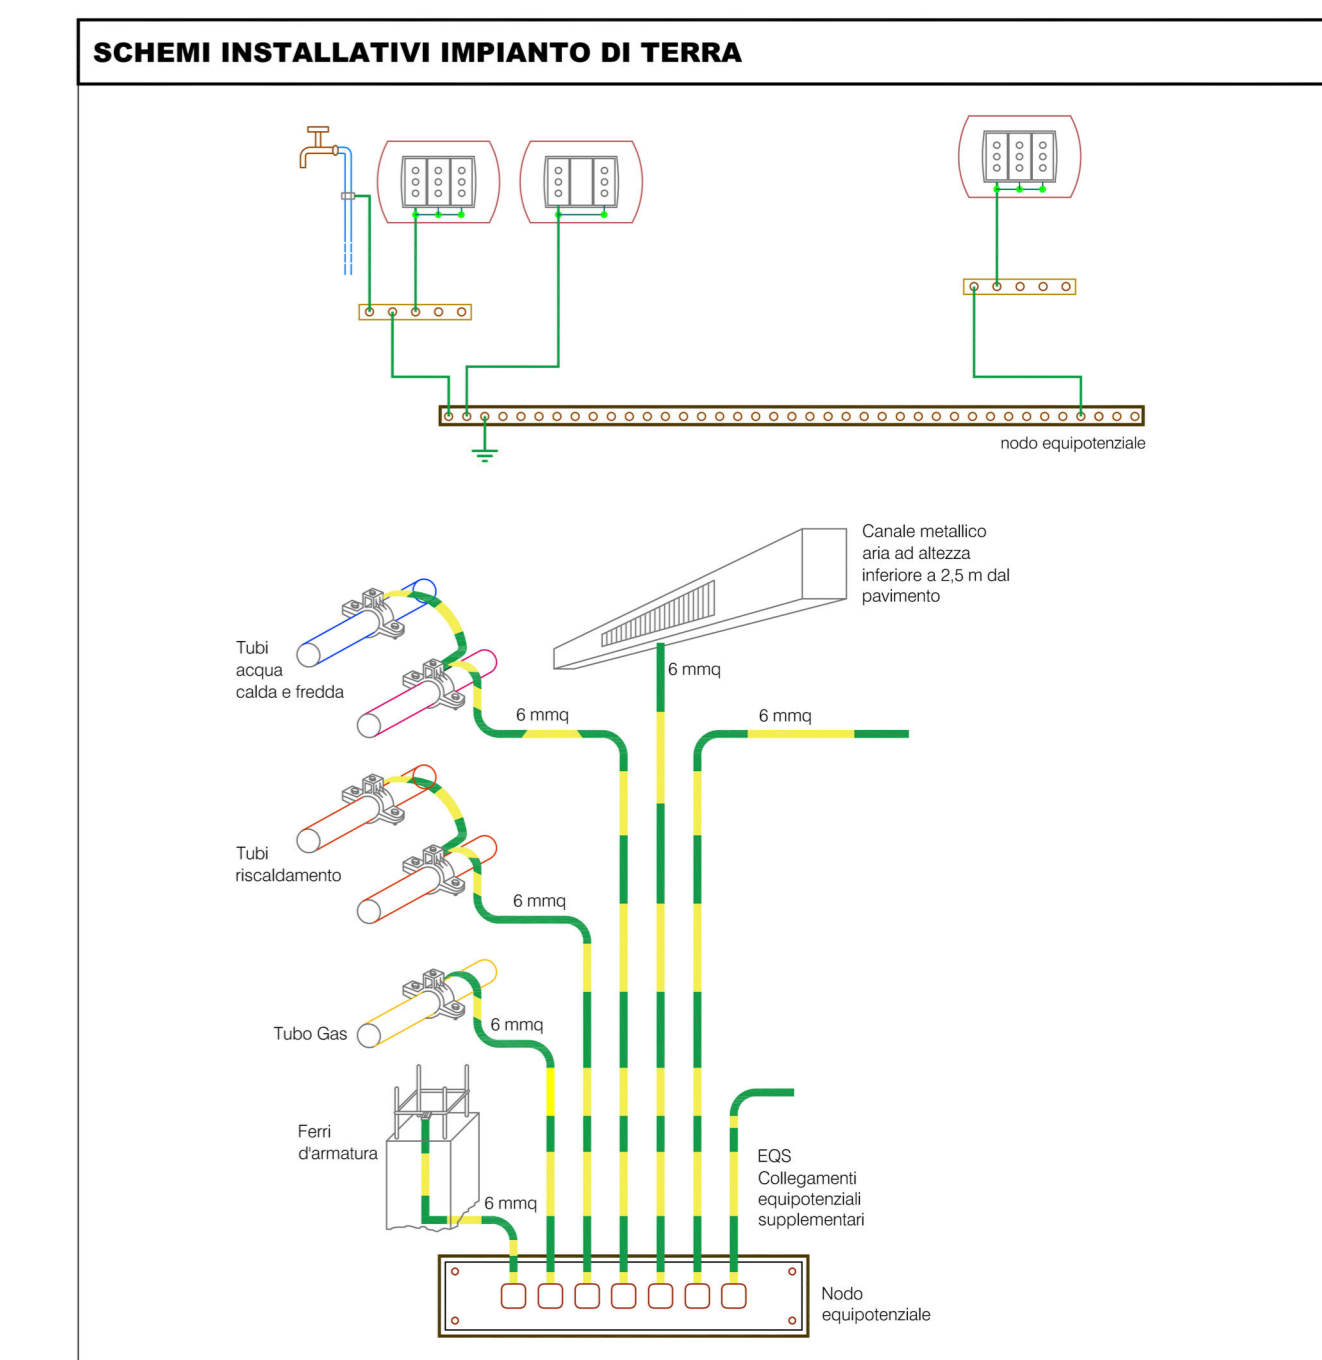 SCHEMI INSTALLATIVI IMPIANTO DI TERRA
nodo equipotenziale
Canale metallico
aria ad altezza
inferiore a 2,5 m dal
pavimento
Tubi
acqua
calda e fredda
6 mmq
6 mmq
6 mmq
Tubi
riscaldamento
6 mmq
Tubo Gas
6 mmq
Ferri
d'armatura
6 mmq
EQS
Collegamenti
equipotenziali
supplementari
Nodo
equipotenziale